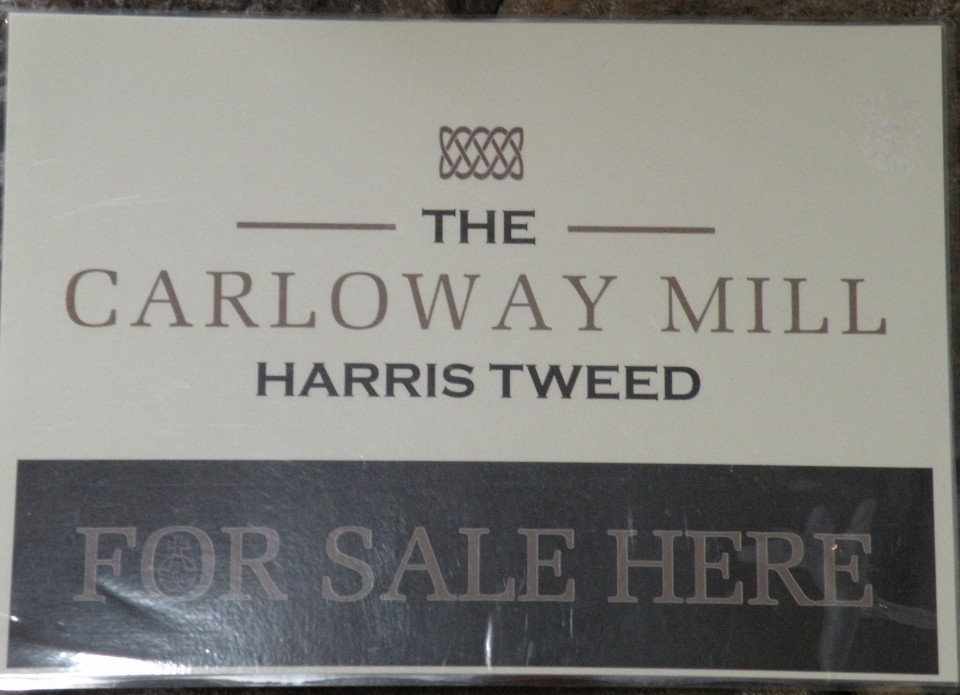 THE
CARLOWAY MILL
HARRIS TWEED
FOR SALE HERE